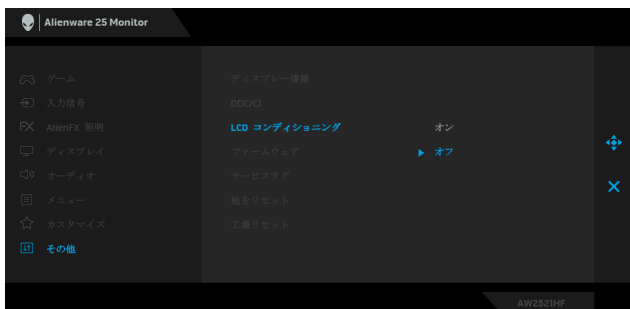 Alienware 25 Monitor
ゲーム
入力信号
AlienFX 照明
ディスプレイ
オーディオ
メニュー
カスタマイズ
その他
ディスプレー情報
DDC/CI
LCD コンディショニング
オン
ファームウェア
オフ
サービスタグ
他をリセット
工場リセット
AW2521HF